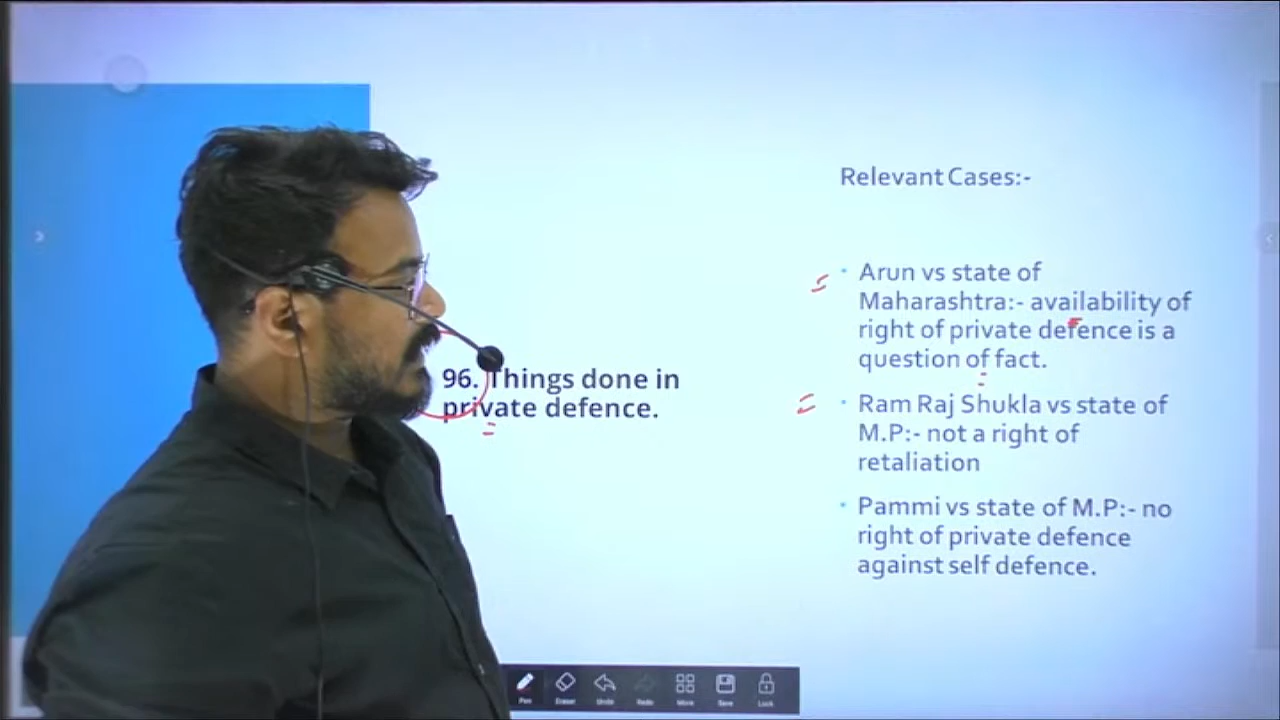 Relevant Cases:-
Arun vs state of
Maharashtra:- availability of
right of private defence is a
question of fact.
96. Things done in
private defence.
Ram Raj Shukla vs state of
M.P:- not a right of
retaliation
Pammi vs state of M.P:- no
right of private defence
against self defence.
Pen Eraser Undo Redo More Save Lock